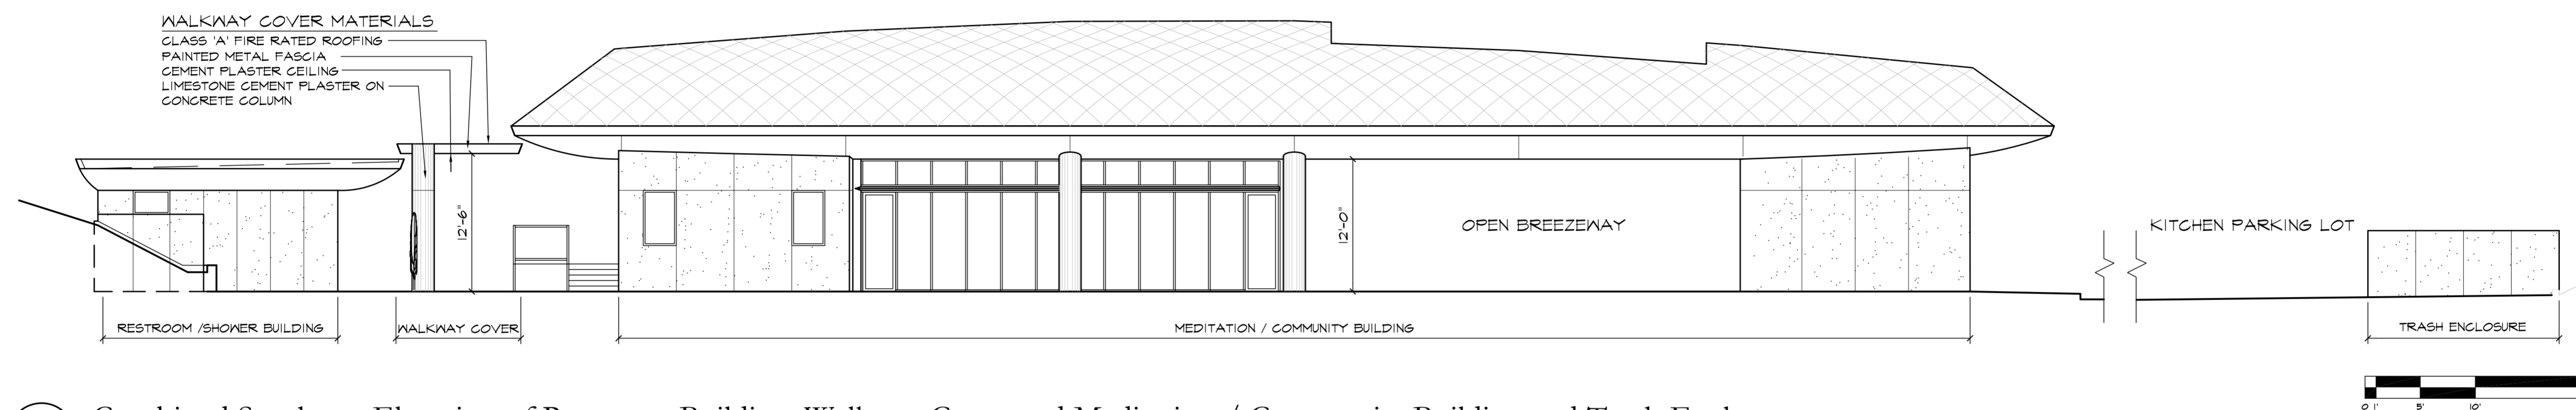 WALKWAY COVER MATERIALS
CLASS 'A' FIRE RATED ROOFING
PAINTED METAL FASCIA
CEMENT PLASTER CEILING
LIMESTONE CEMENT PLASTER ON
CONCRETE COLUMN
12'-6"
12'-0"
OPEN BREEZEWAY
KITCHEN PARKING LOT
RESTROOM /SHOWER BUILDING
WALKWAY COVER
MEDITATION / COMMUNITY BUILDING
TRASH ENCLOSURE
0 1' 5' 10'